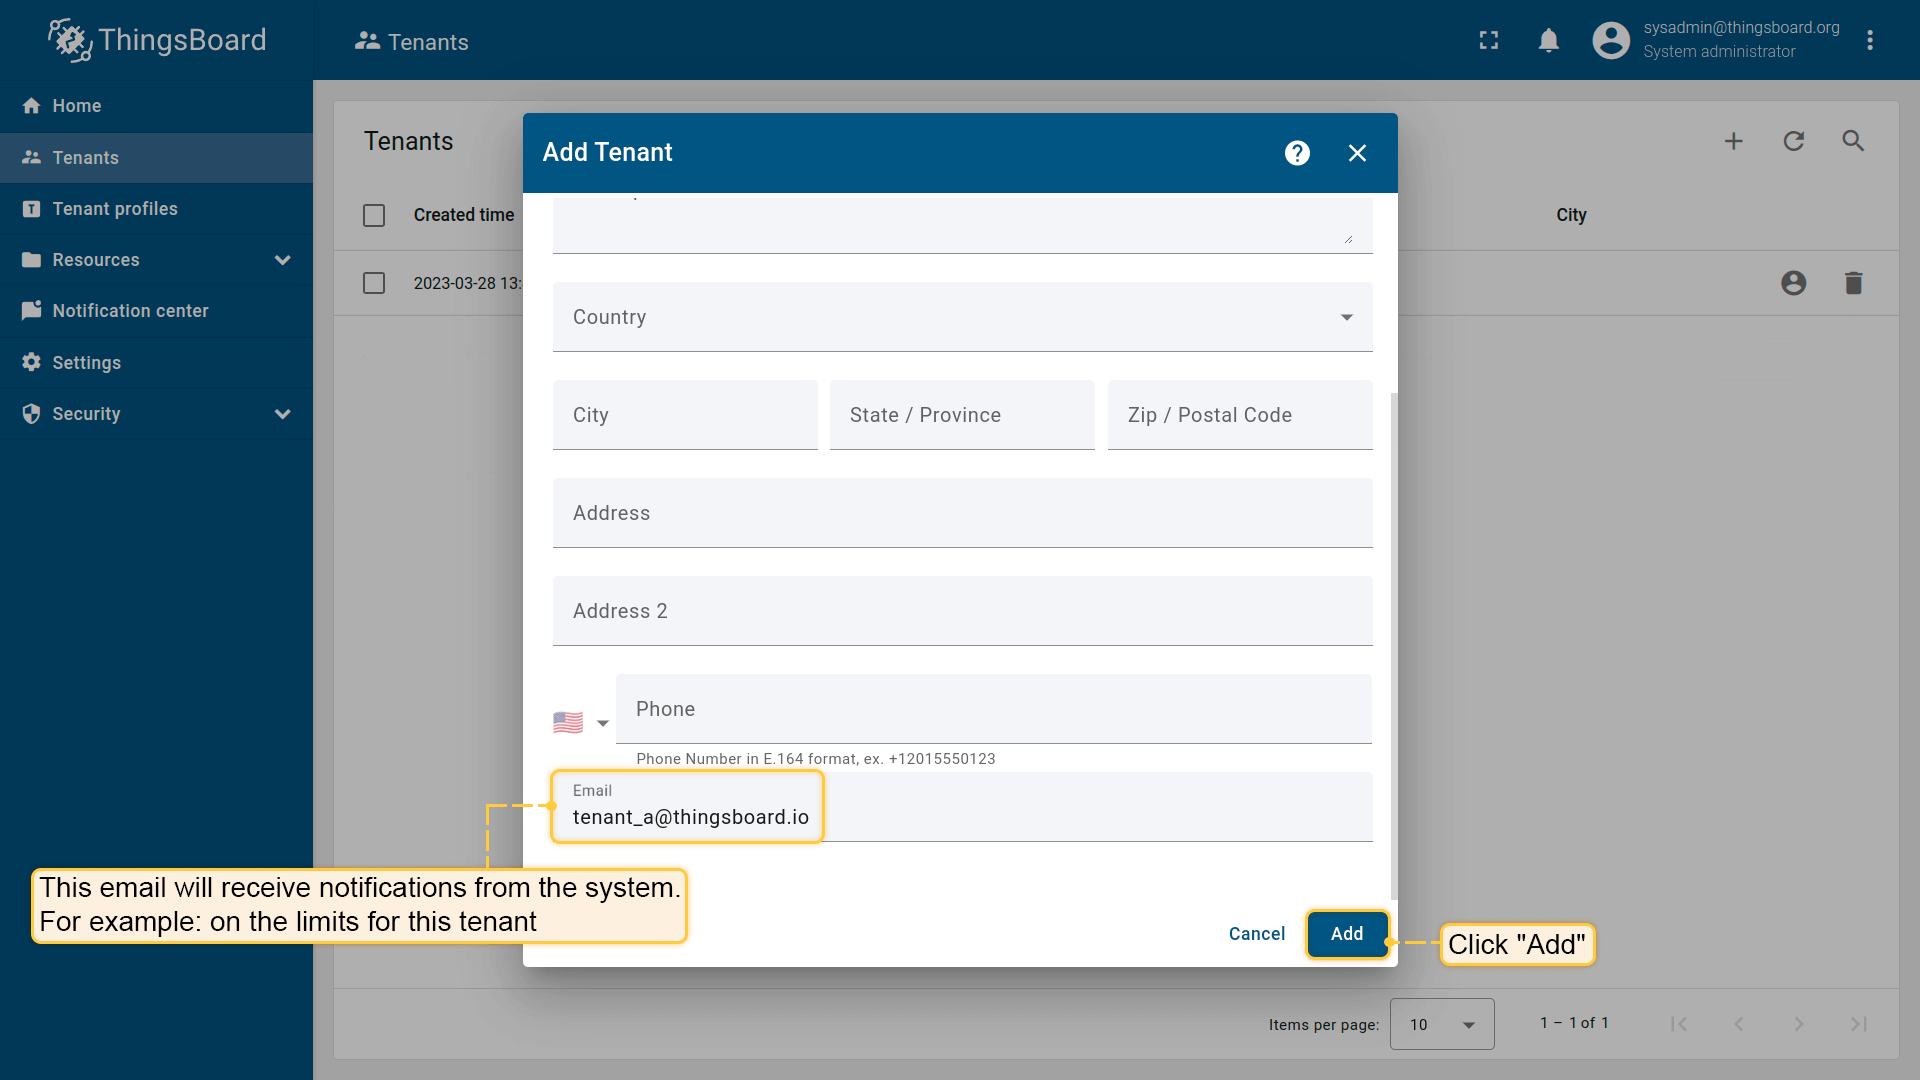 ThingsBoard
Tenants
sysadmin@thingsboard.org
System administrator
Home
Tenants
Tenant profiles
Resources
Notification center
Settings
Security
Tenants
Created time
City
2023-03-28 13:
Add Tenant
Country
City
State / Province
Zip / Postal Code
Address
Address 2
Phone
Phone Number in E.164 format, ex. +12015550123
Email
tenant_a@thingsboard.io
This email will receive notifications from the system.
For example: on the limits for this tenant
Cancel
Add
Click "Add"
Items per page:
10
1 – 1 of 1